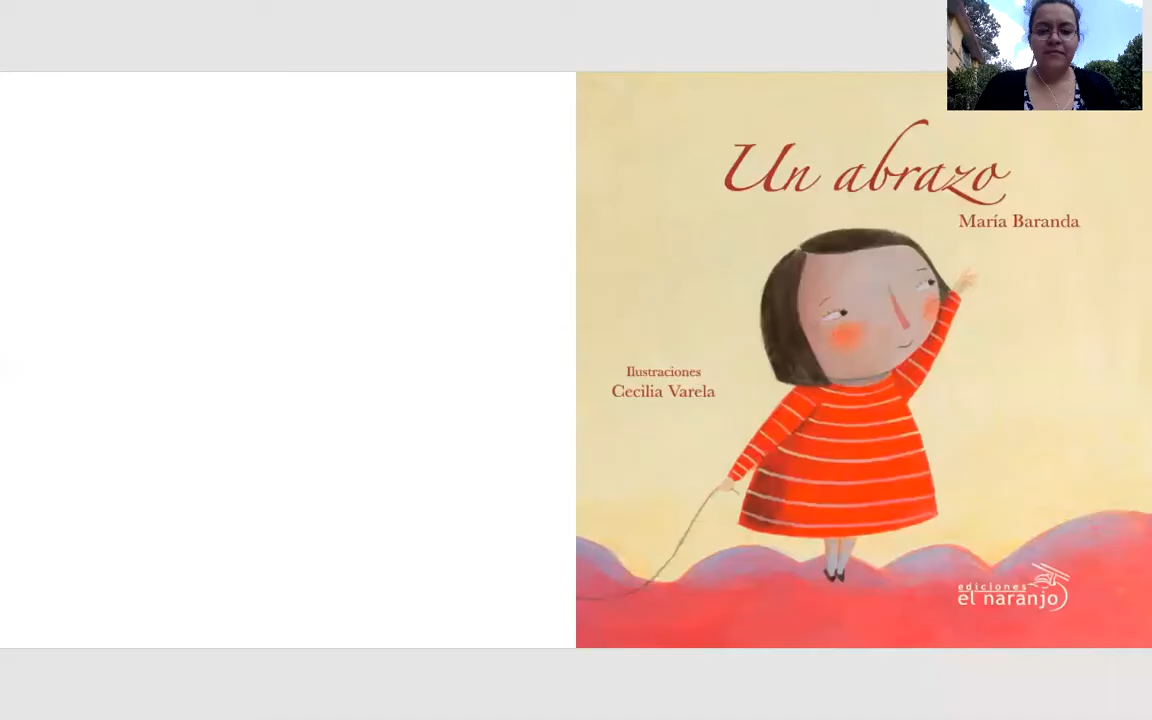 Un abrazo
María Baranda
Ilustraciones
Cecilia Varela
ediciones
el naranjo